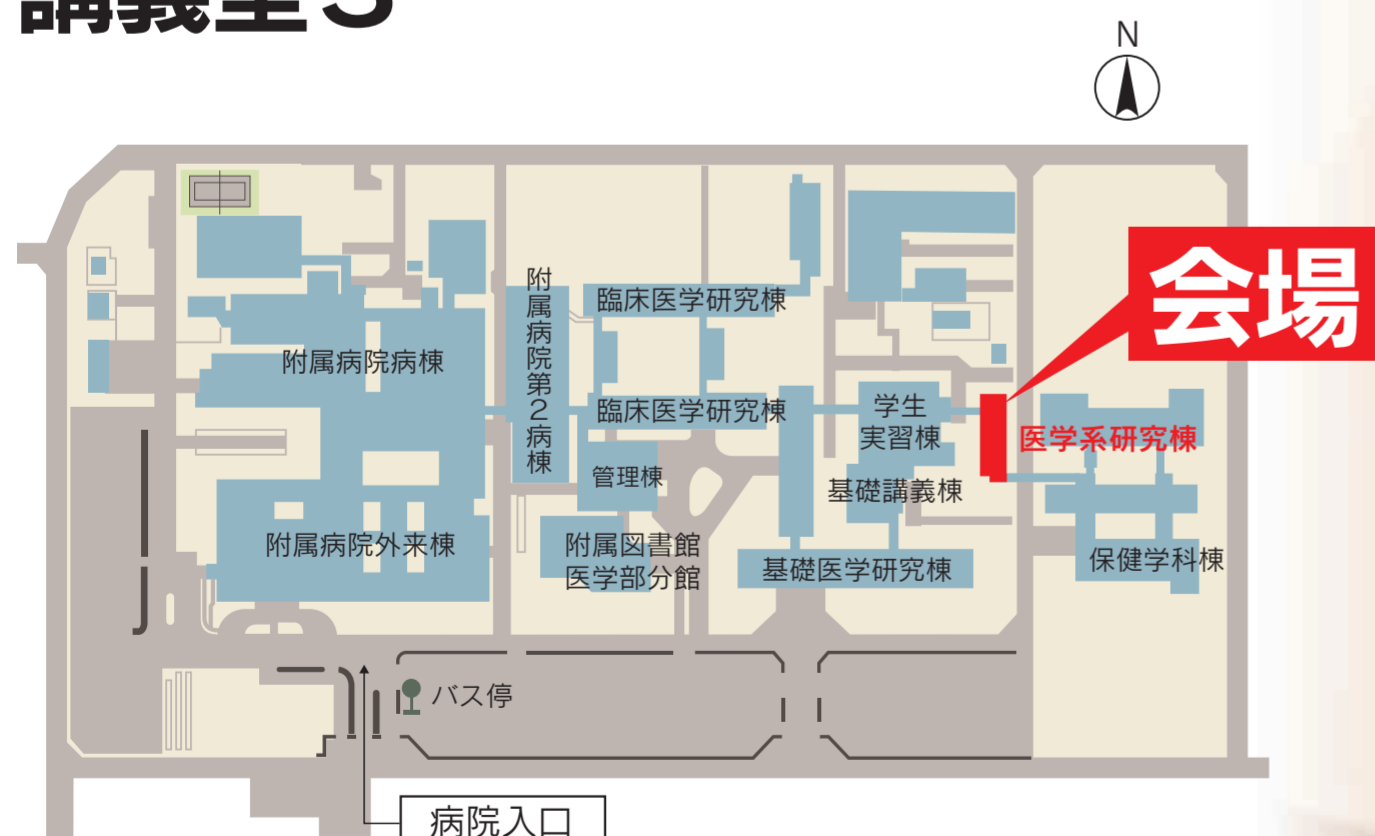 講義室3
N
会場
附属病院病棟
附属病院第2病棟
臨床医学研究棟
臨床医学研究棟
学生
実習棟
医学系研究棟
管理棟
基礎講義棟
附属病院外来棟
附属図書館
医学部分館
基礎医学研究棟
保健学科棟
バス停
病院入口